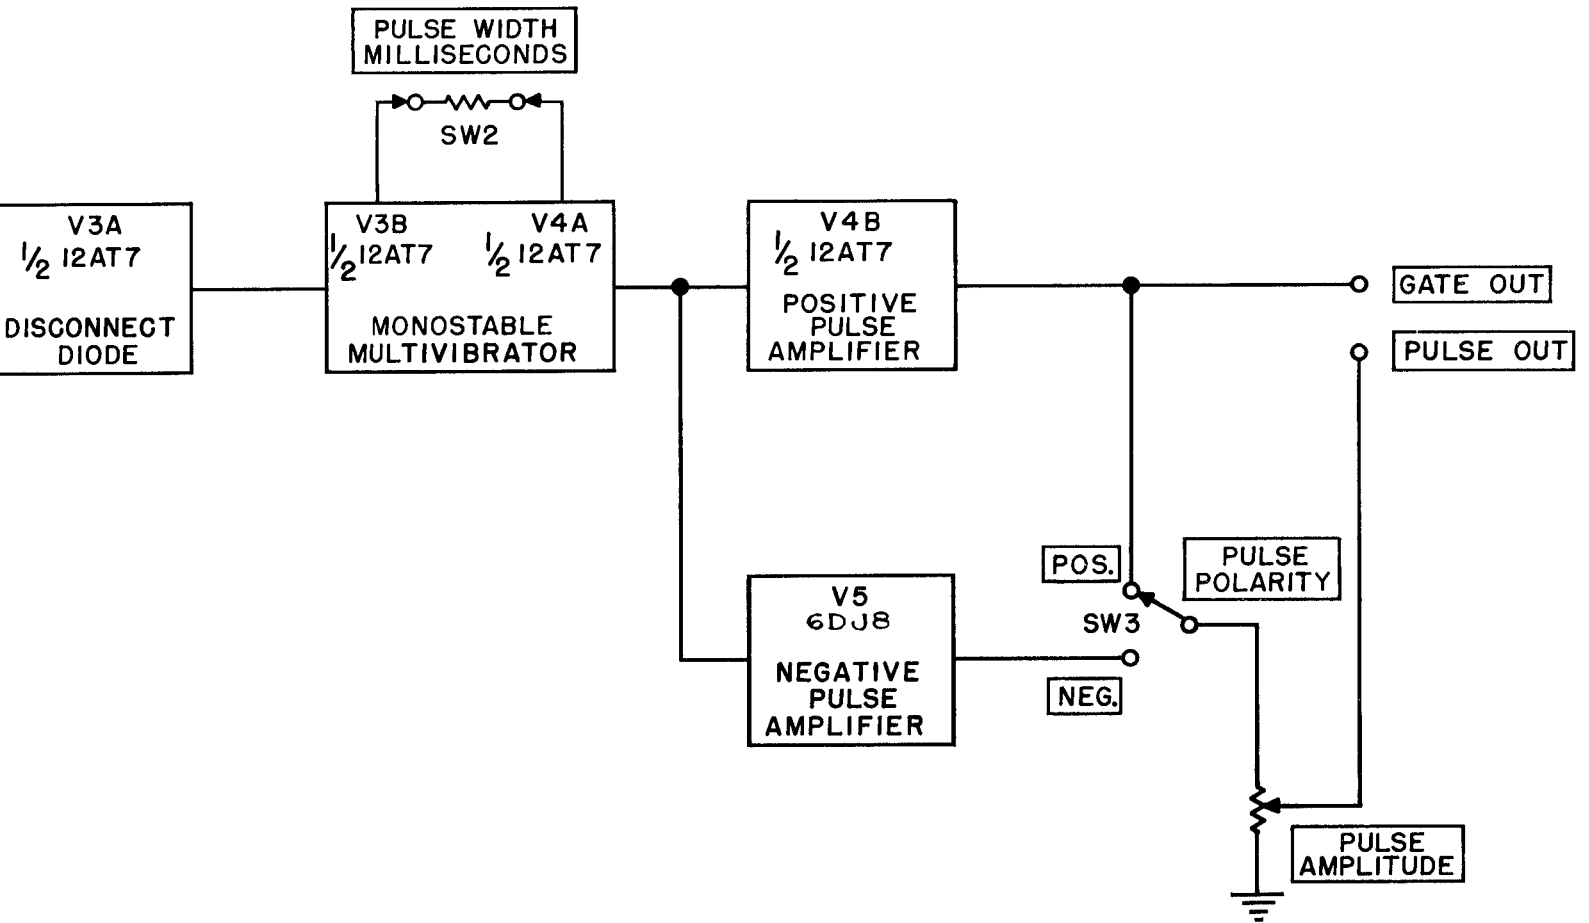 PULSE WIDTH
MILLISECONDS
SW2
V3A
1/2 12AT7
DISCONNECT
DIODE
V3B
1/2 12AT7
V4A
1/2 12AT7
MONOSTABLE
MULTIVIBRATOR
V4B
1/2 12AT7
POSITIVE
PULSE
AMPLIFIER
GATE OUT
PULSE OUT
POS.
PULSE
POLARITY
SW3
NEG.
V5
6DJ8
NEGATIVE
PULSE
AMPLIFIER
PULSE
AMPLITUDE